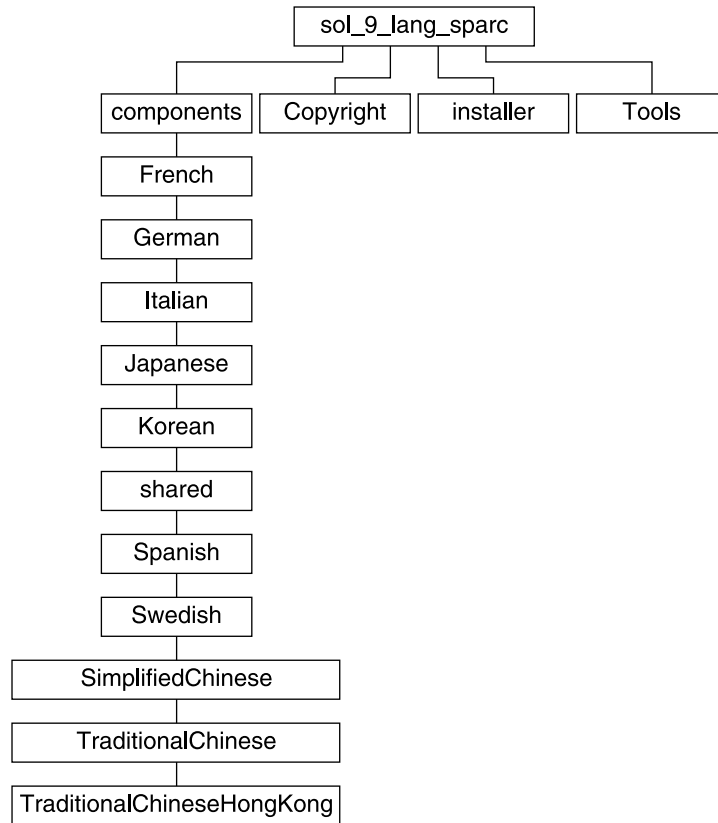 sol_9_lang_sparc
components
Copyright
installer
Tools
French
German
Italian
Japanese
Korean
shared
Spanish
Swedish
SimplifiedChinese
TraditionalChinese
TraditionalChineseHongKong